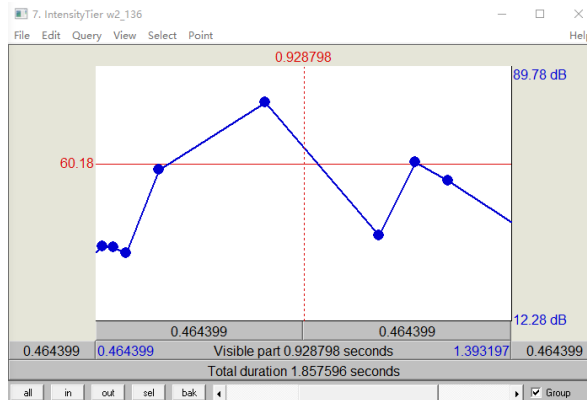 7. IntensityTier w2_136
File Edit Query View Select Point Help
0.928798
89.78 dB
60.18
12.28 dB
0.464399 0.464399
0.464399 0.464399 Visible part 0.928798 seconds 1.393197 0.464399
Total duration 1.857596 seconds
all in out sel bak Group